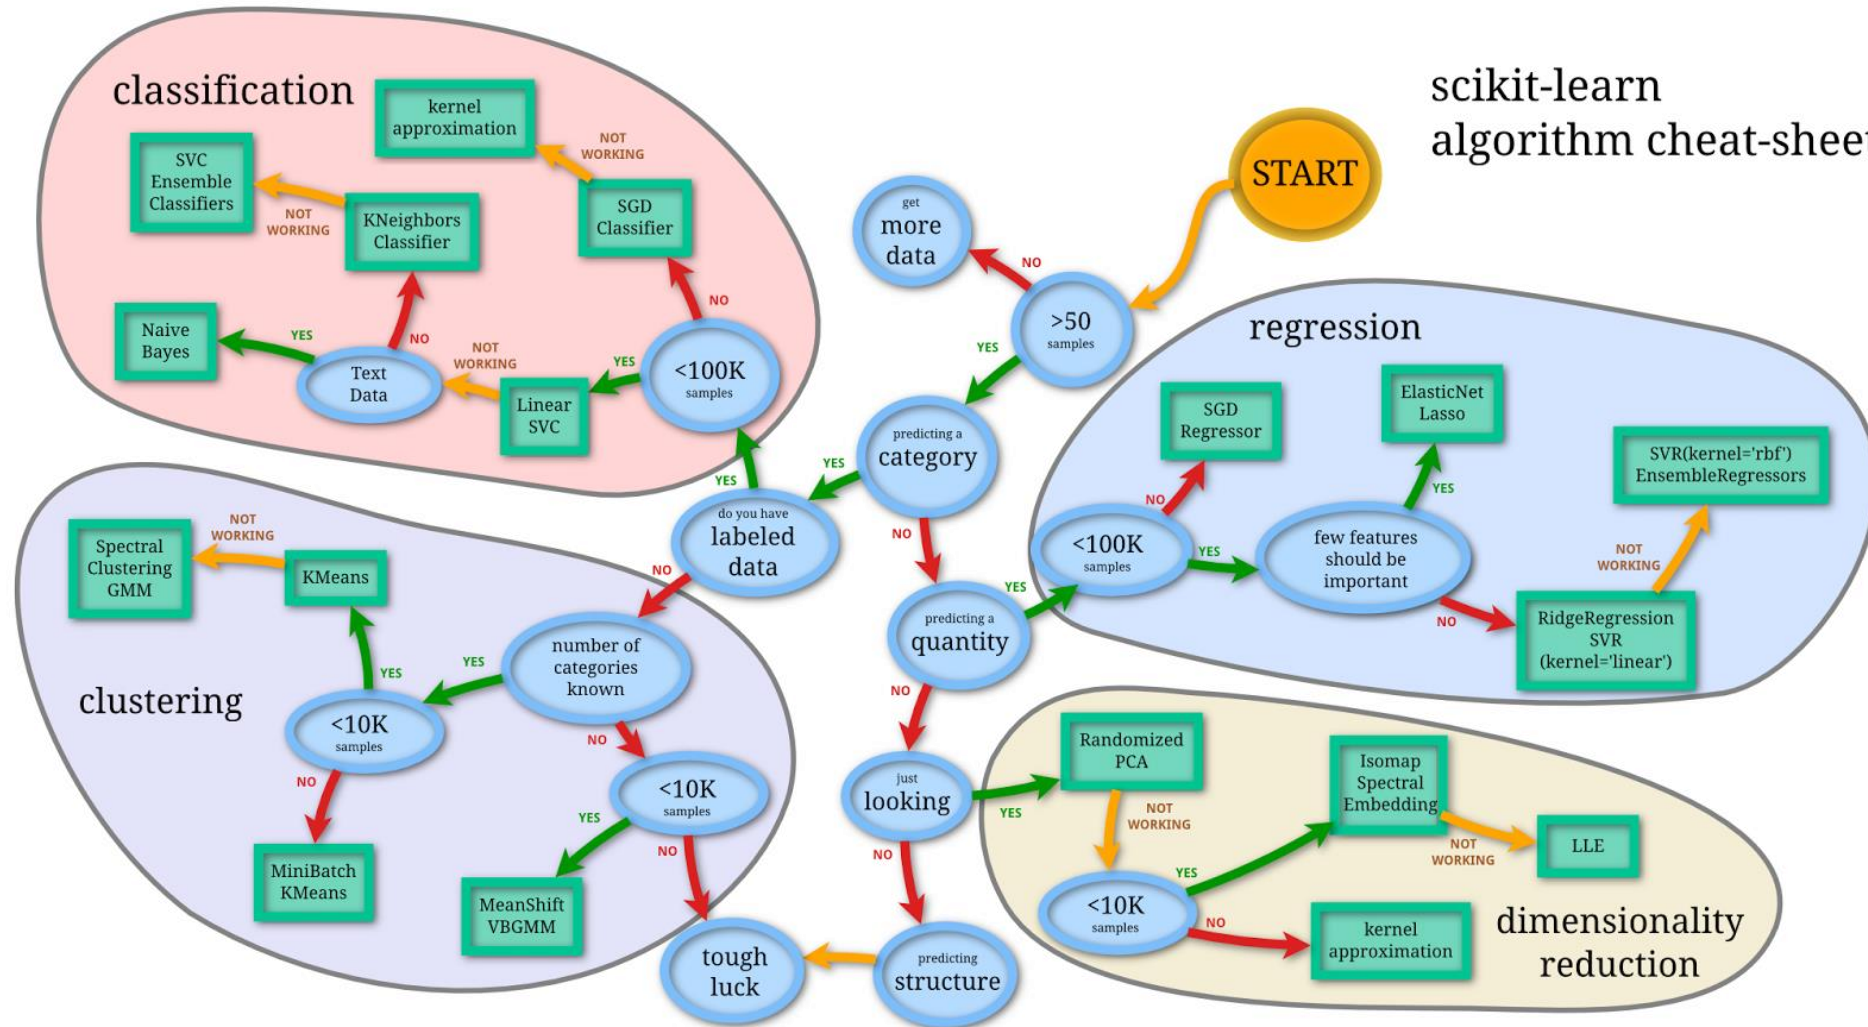 scikit-learn
algorithm cheat-sheet
classification
kernel
approximation
NOT
WORKING
SVC
Ensemble
Classifiers
NOT
WORKING
KNeighbors
Classifier
SGD
Classifier
NO
Naive
Bayes
YES
NO
Text
Data
NOT
WORKING
Linear
SVC
YES
<100K
samples
START
get
more
data
NO
>50
samples
YES
predicting a
category
YES
NO
do you have
labeled
data
YES
NO
predicting a
quantity
YES
NO
just
looking
YES
NO
predicting
structure
tough
luck
regression
SGD
Regressor
ElasticNet
Lasso
SVR(kernel='rbf')
EnsembleRegressors
NO
YES
<100K
samples
YES
few features
should be
important
NOT
WORKING
NO
RidgeRegression
SVR
(kernel='linear')
clustering
Spectral
Clustering
GMM
NOT
WORKING
KMeans
number of
categories
known
YES
YES
<10K
samples
NO
NO
<10K
samples
YES
NO
MiniBatch
KMeans
MeanShift
VBGMM
Randomized
PCA
NOT
WORKING
Isomap
Spectral
Embedding
NOT
WORKING
LLE
YES
<10K
samples
NO
kernel
approximation
dimensionality
reduction